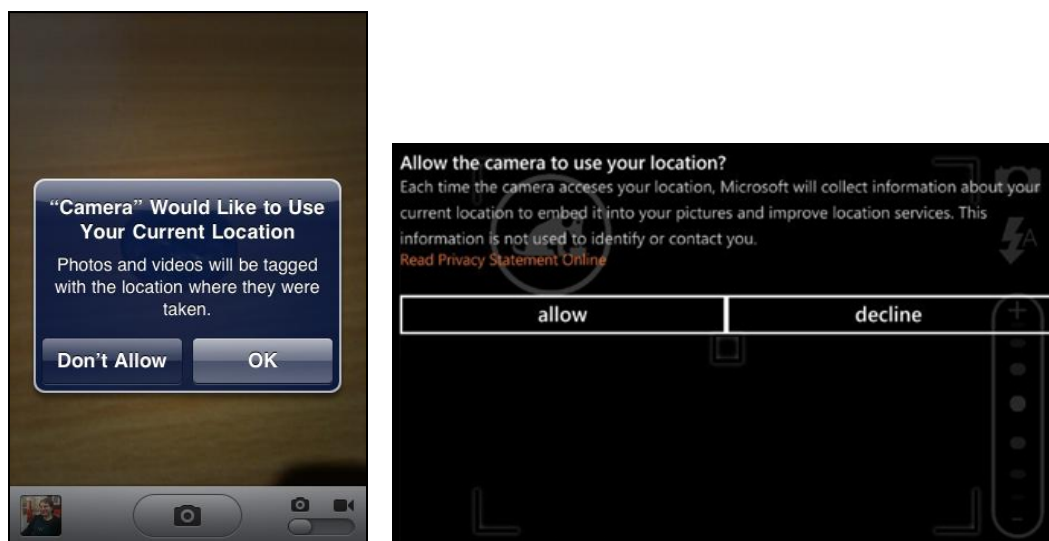 “Camera” Would Like to Use
Your Current Location
Photos and videos will be tagged
with the location where they were
taken.
Don’t Allow
OK
Allow the camera to use your location?
Each time the camera acceses your location, Microsoft will collect information about your
current location to embed it into your pictures and improve location services. This
information is not used to identify or contact you.
Read Privacy Statement Online
allow
decline
A